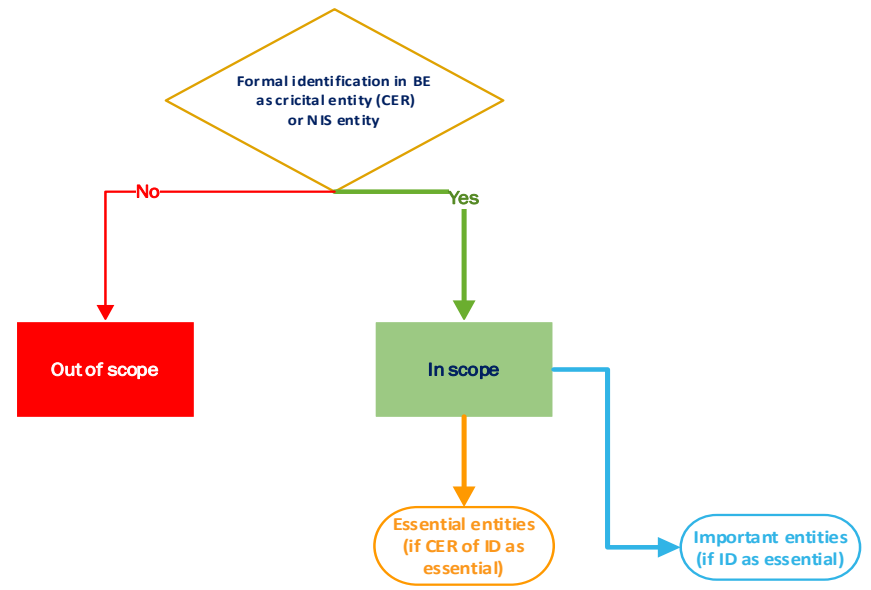 Formal identification in BE
as cricital entity (CER)
or NIS entity
No
Yes
Out of scope
In scope
Essential entities
(if CER of ID as
essential)
Important entities
(if ID as essential)